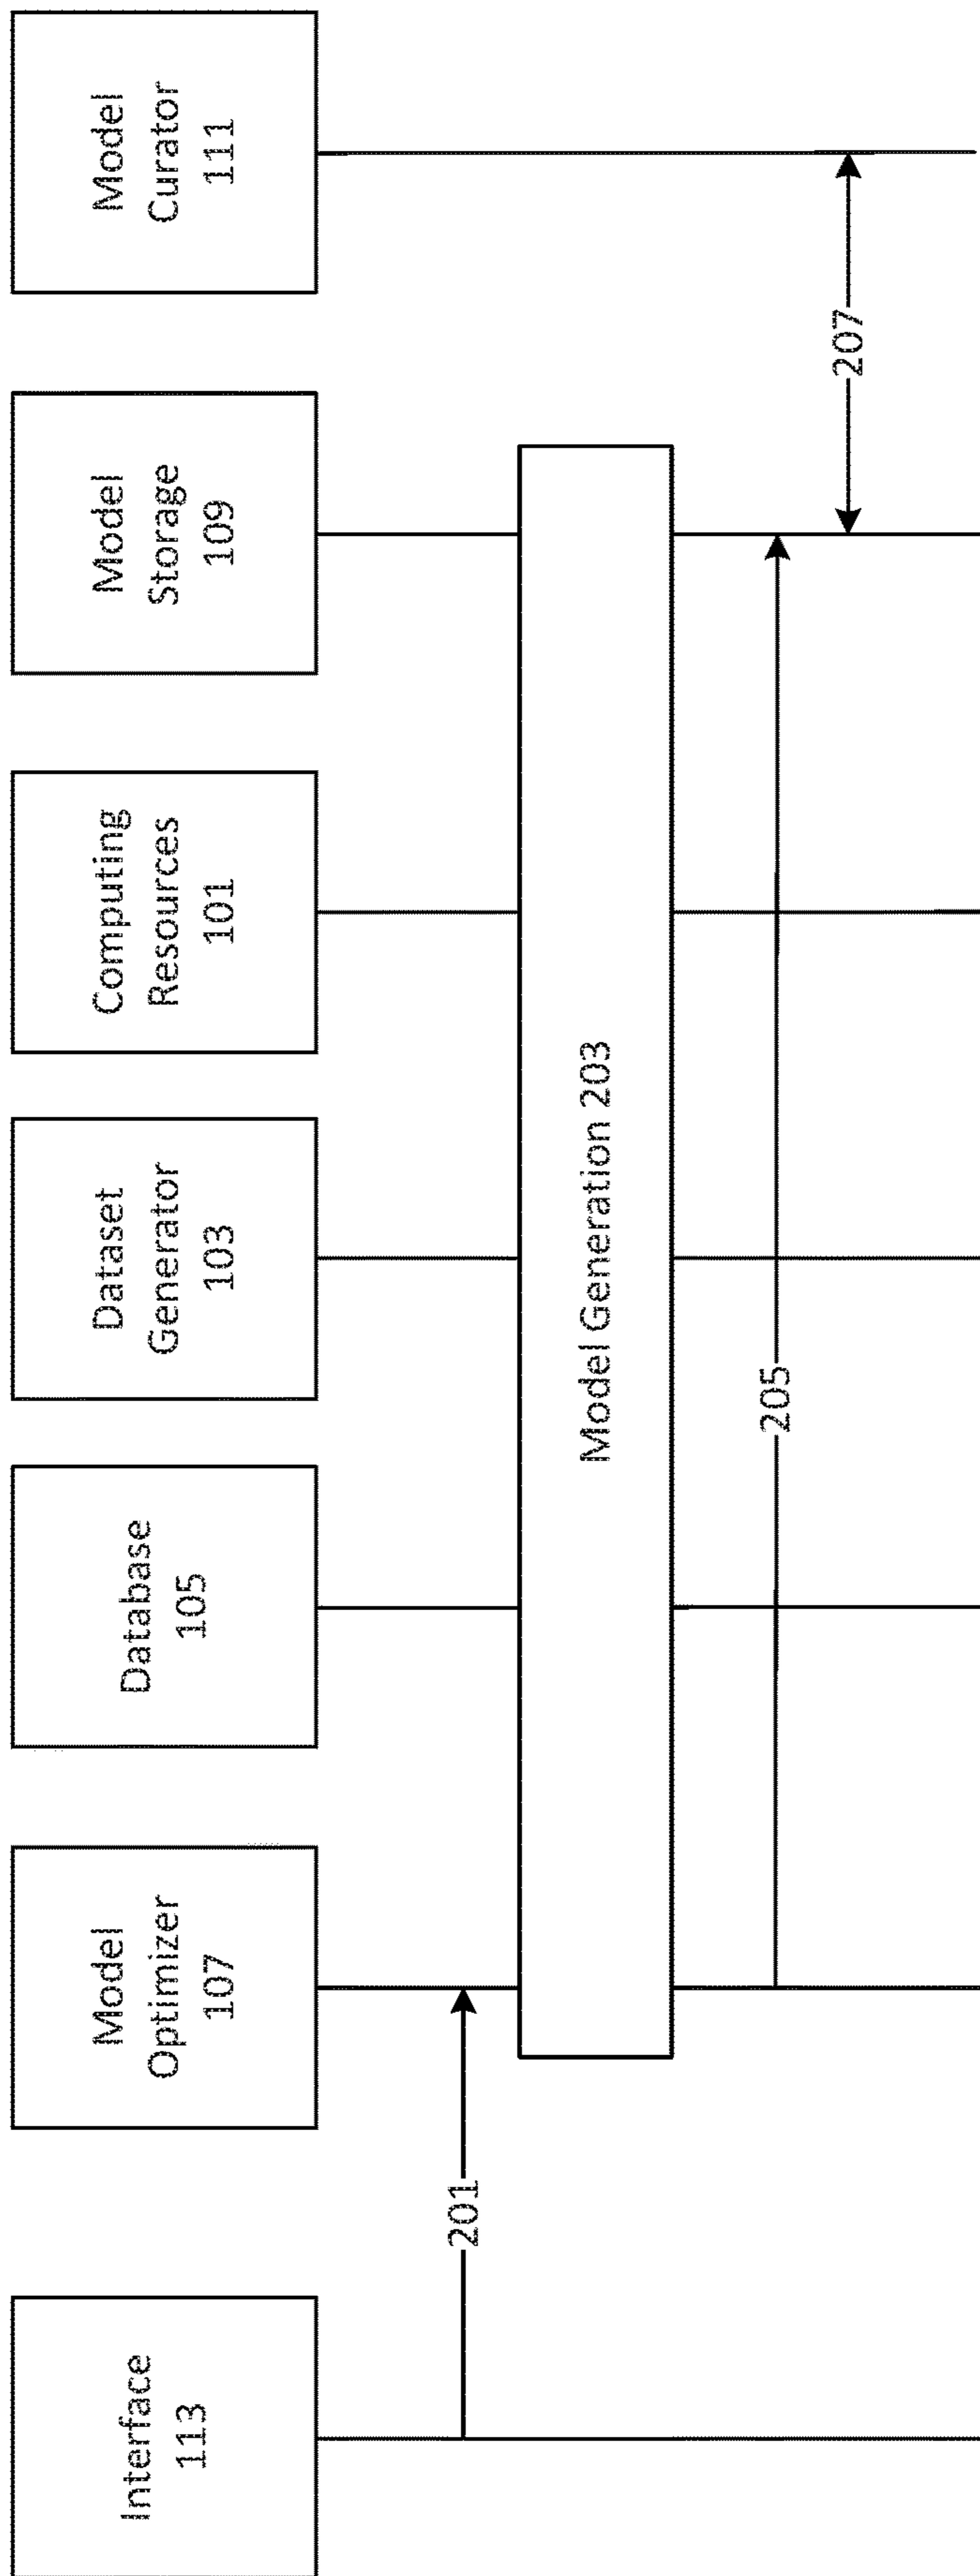 Interface
113
Model
Optimizer
107
Database
105
Dataset
Generator
103
Computing
Resources
101
Model
Storage
109
Model
Curator
111
201
Model Generation 203
205
207